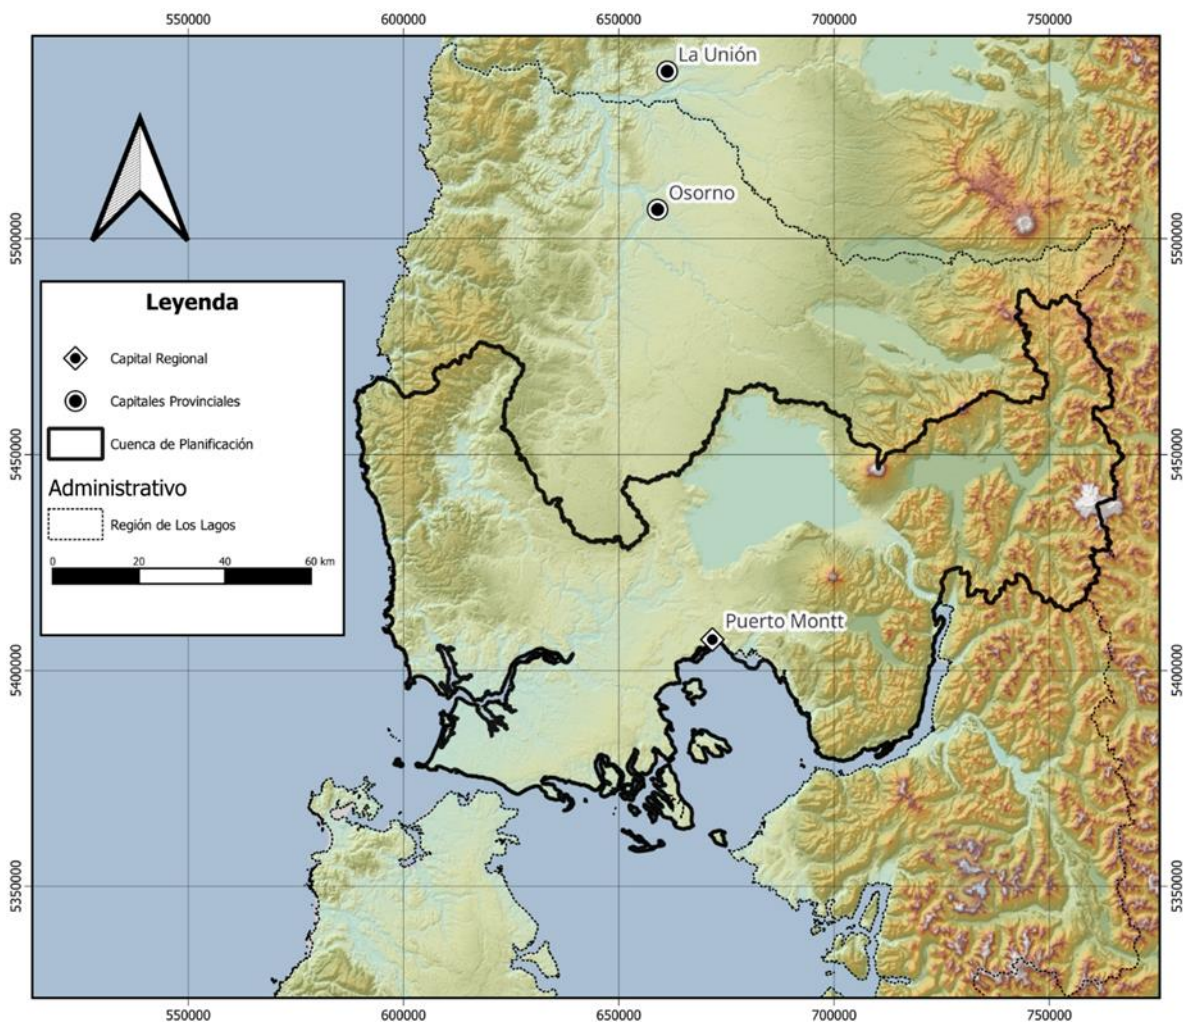 550000 600000 650000 700000 750000
La Unión
Osorno
5500000 5500000
Leyenda
Capital Regional
Capitales Provinciales
Cuenca de Planificación
5450000 5450000
Administrativo
Región de Los Lagos
0 20 40 60 km
Puerto Montt
5400000 5400000
5350000 5350000
550000 600000 650000 700000 750000